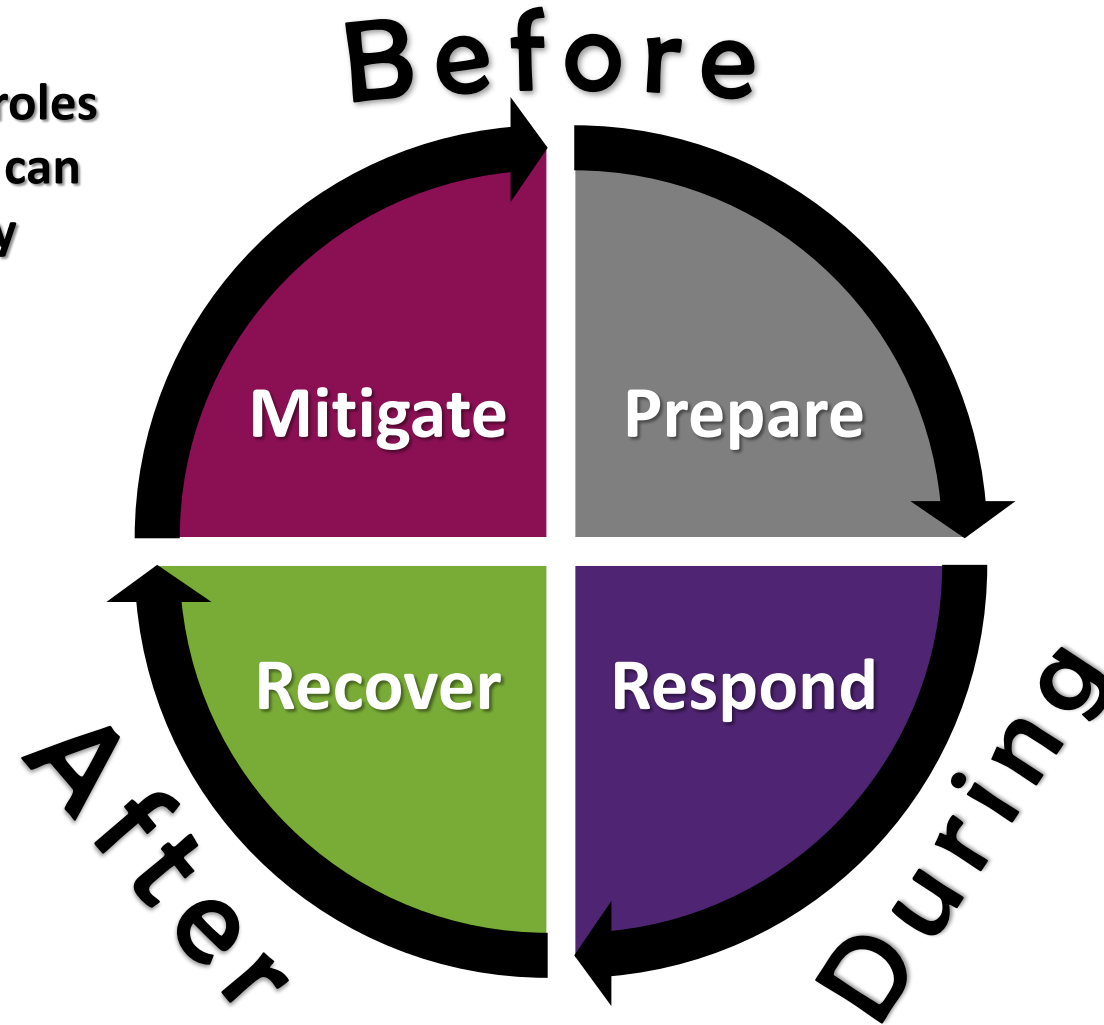 Before
roles
can
y
Mitigate
Prepare
Recover
Respond
After
During